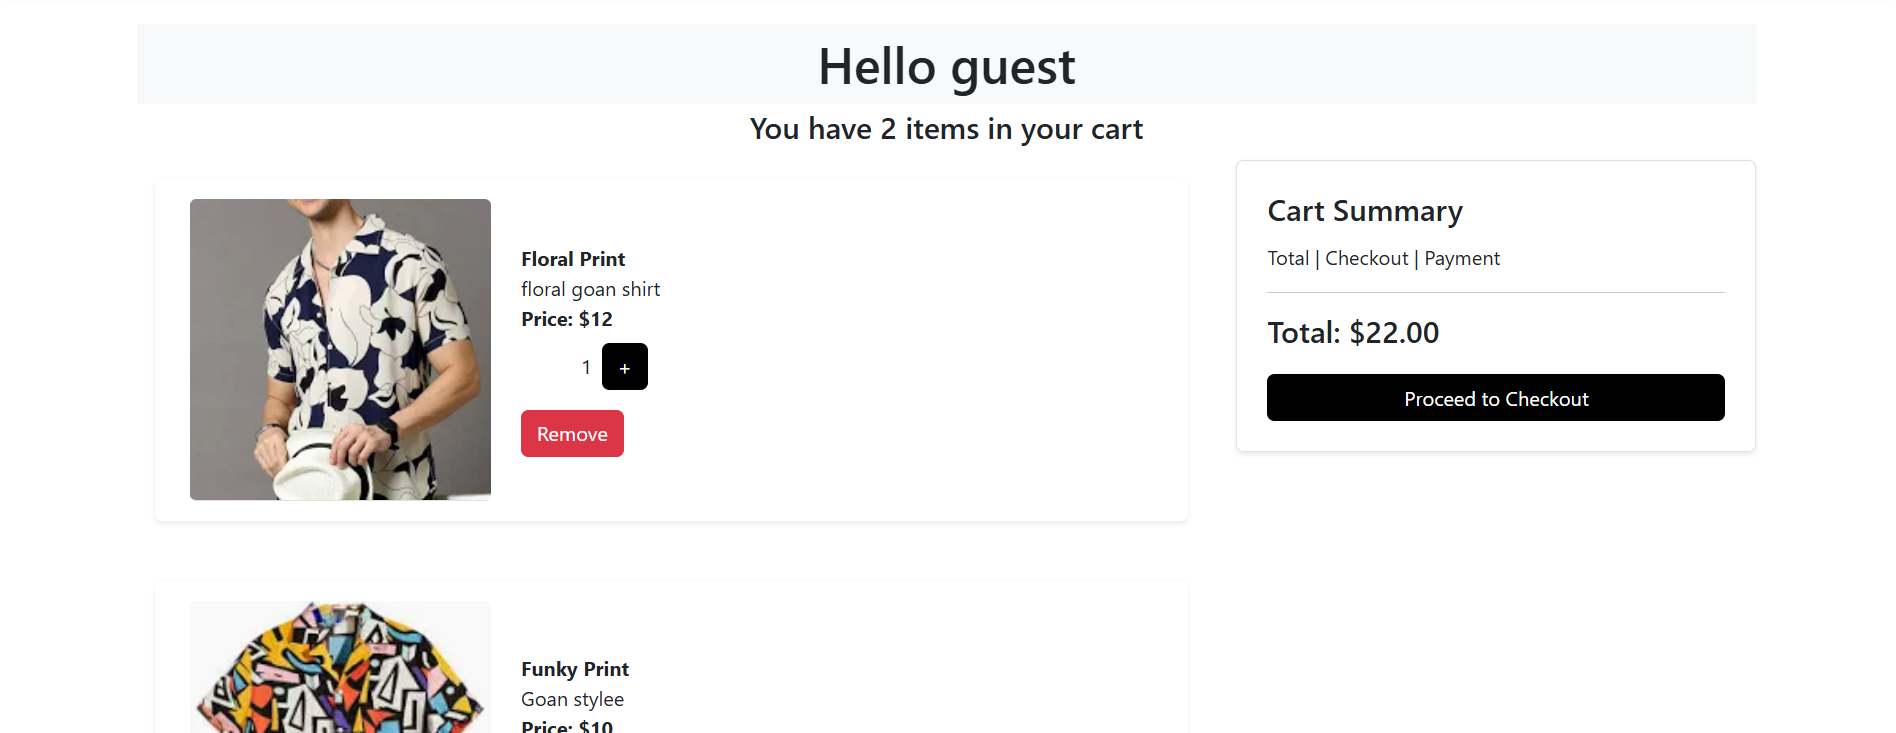 Hello guest
You have 2 items in your cart
Floral Print
floral goan shirt
Price: $12
1 +
Remove
Cart Summary
Total | Checkout | Payment
Total: $22.00
Proceed to Checkout
Funky Print
Goan stylee
Price: $10